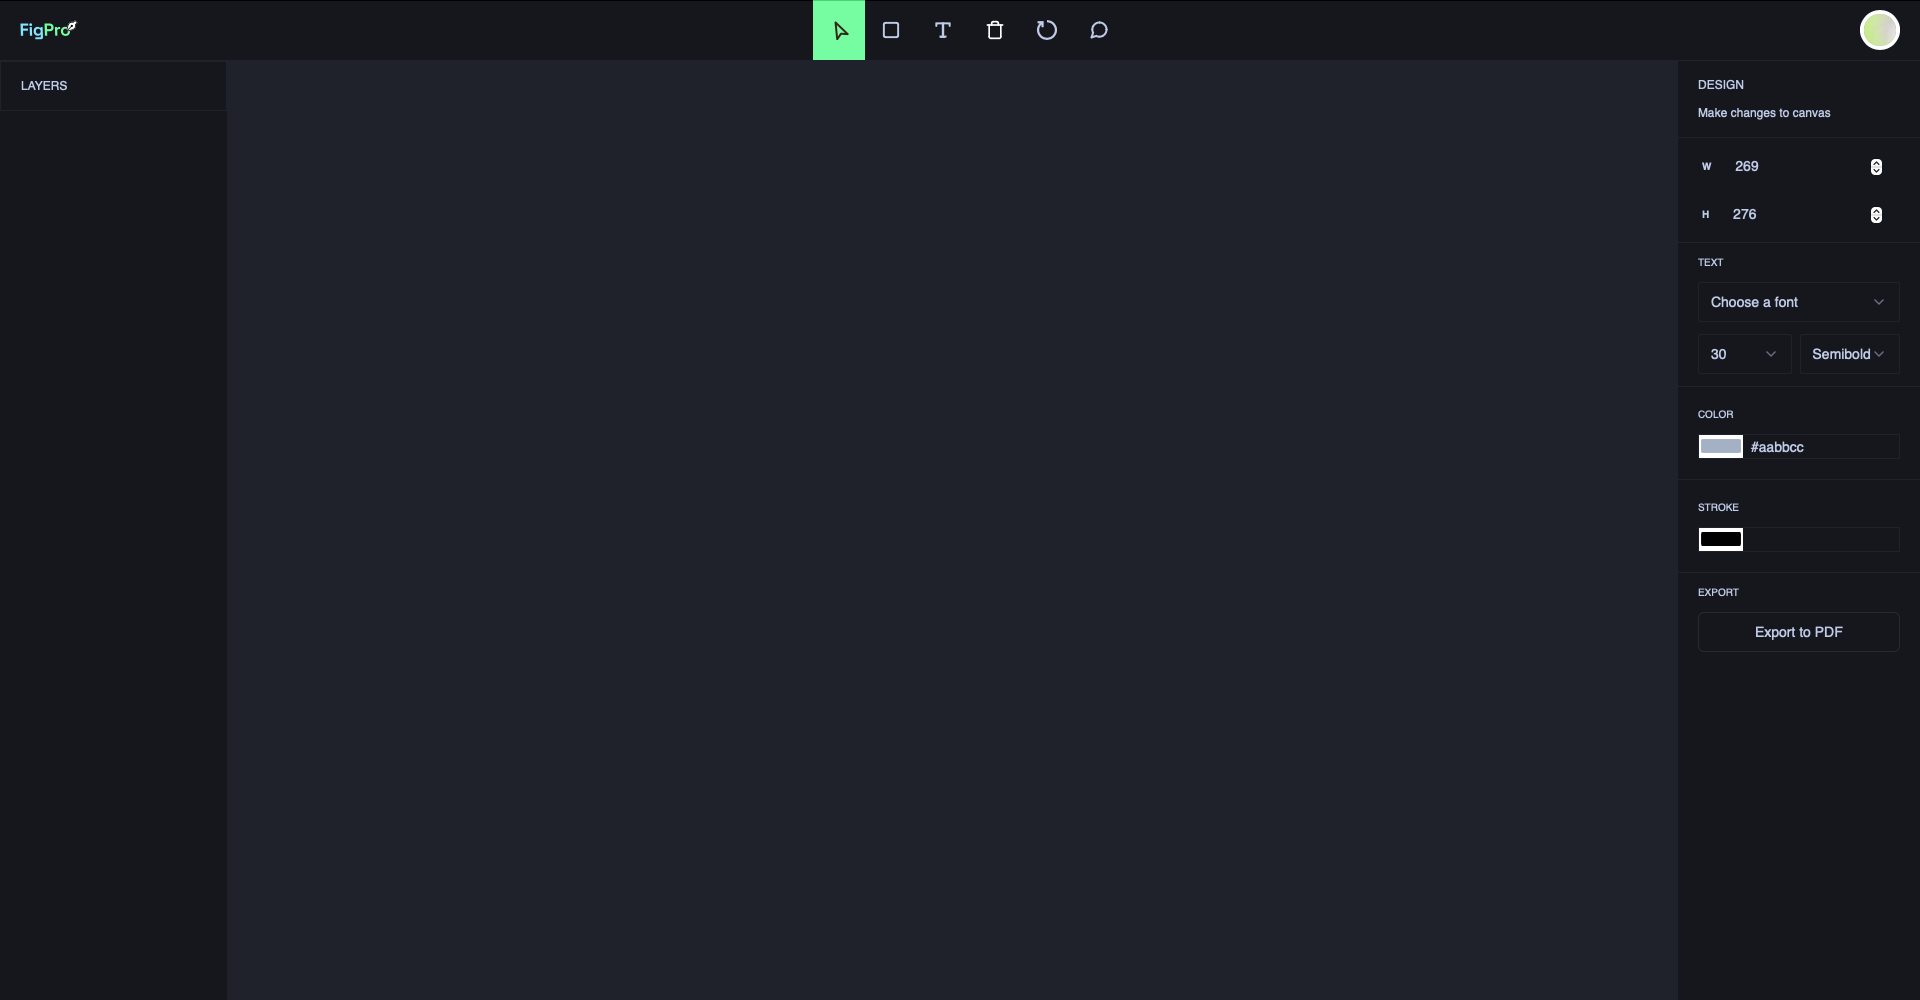 FigPro
LAYERS
DESIGN
Make changes to canvas
W 269
H 276
TEXT
Choose a font
30 Semibold
COLOR
#aabbcc
STROKE
EXPORT
Export to PDF